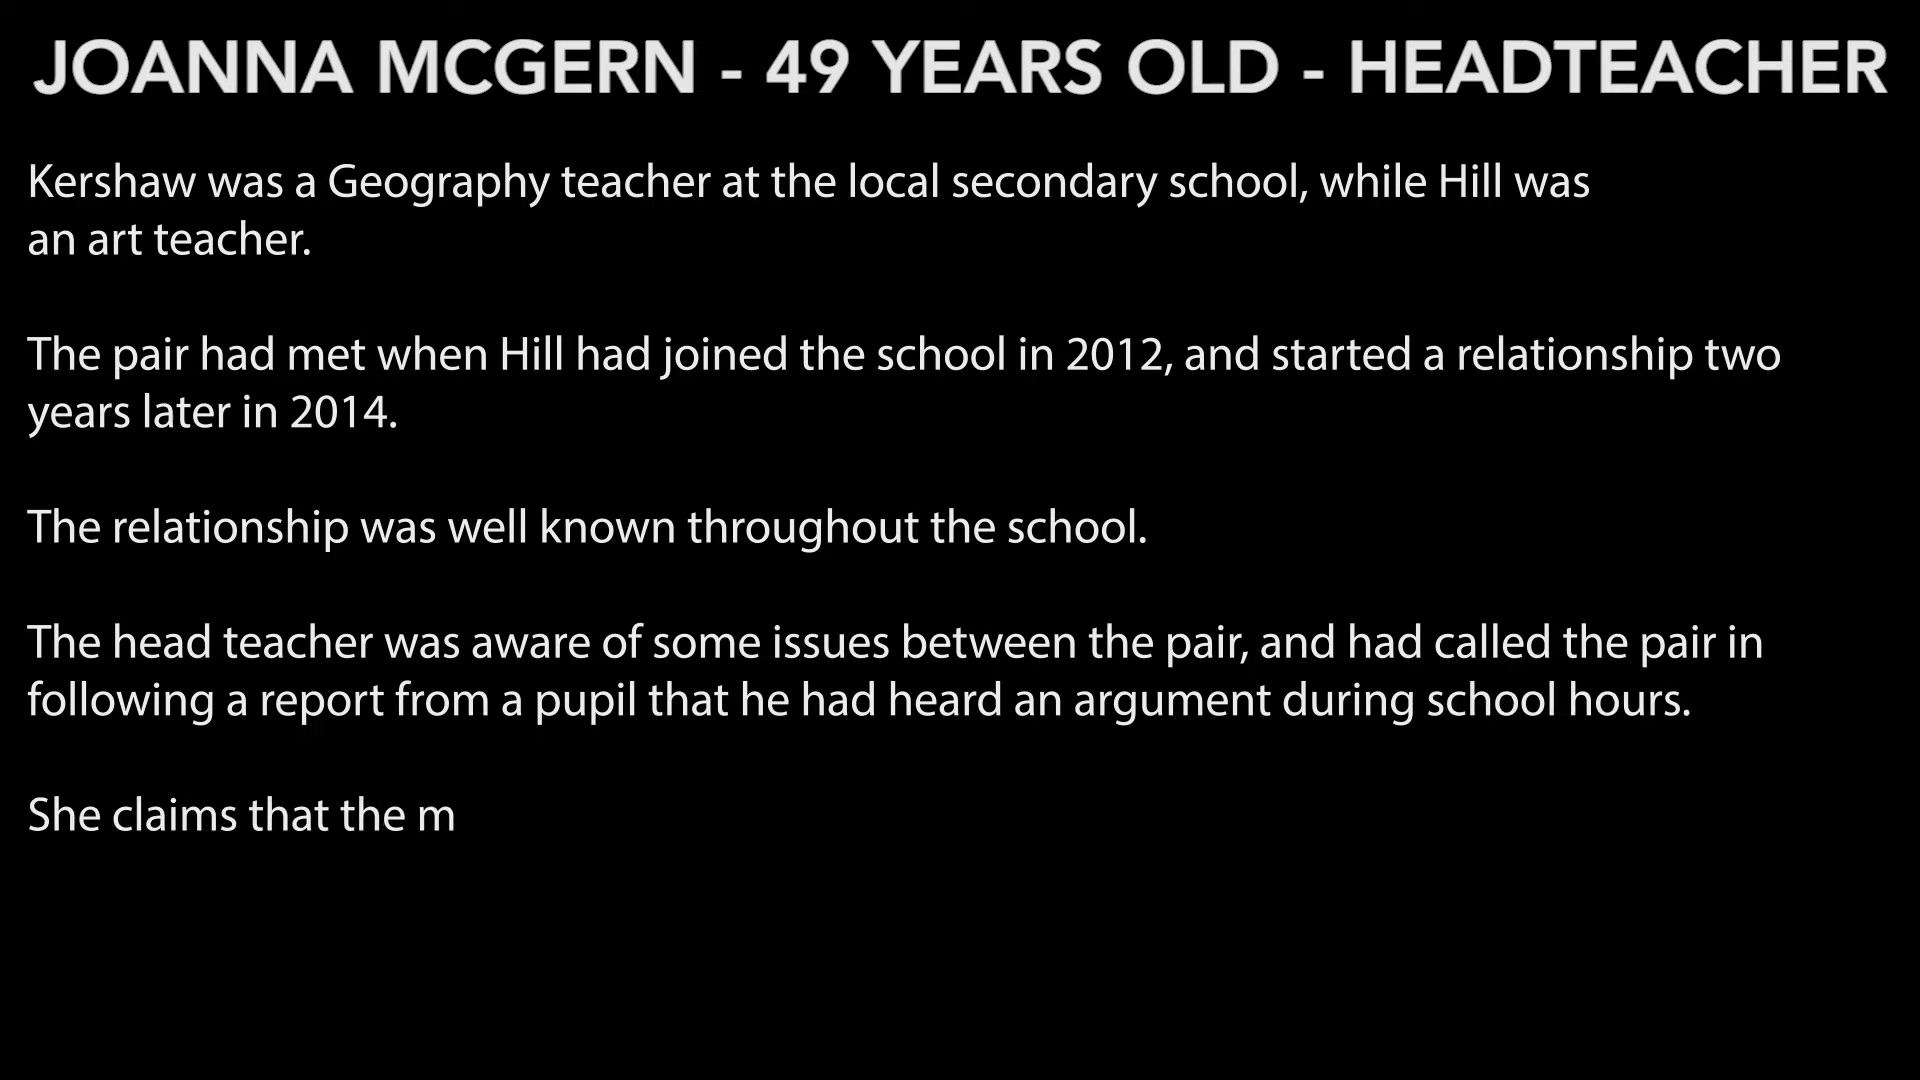 JOANNA MCGERN - 49 YEARS OLD - HEADTEACHER
Kershaw was a Geography teacher at the local secondary school, while Hill was
an art teacher.
The pair had met when Hill had joined the school in 2012, and started a relationship two
years later in 2014.
The relationship was well known throughout the school.
The head teacher was aware of some issues between the pair, and had called the pair in
following a report from a pupil that he had heard an argument during school hours.
She claims that the m